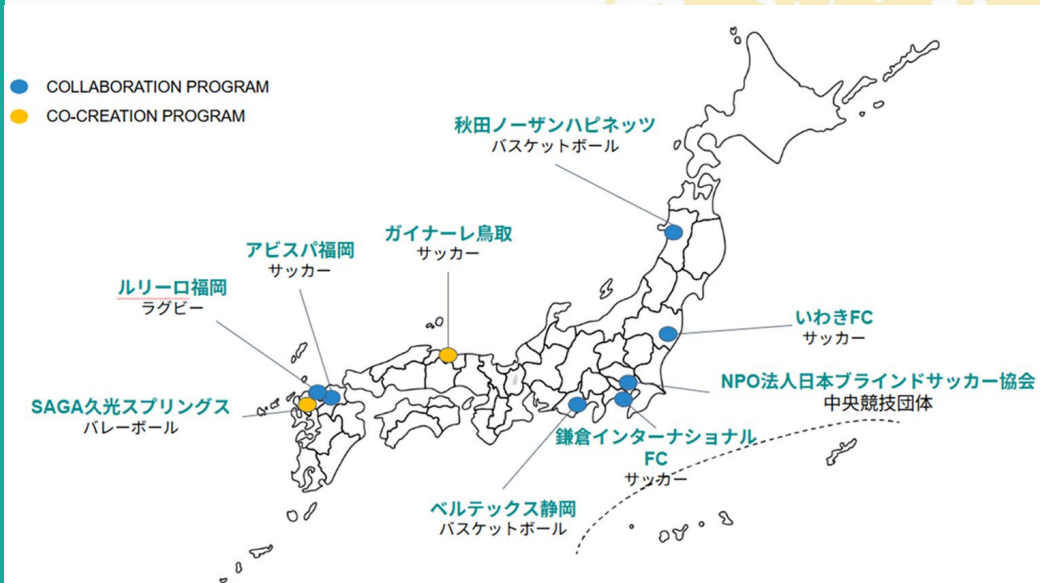 COLLABORATION PROGRAM
CO-CREATION PROGRAM
秋田ノーザンハピネッツ
バスケットボール
ガイナーレ鳥取
サッカー
アビスパ福岡
サッカー
ルリーロ福岡
ラグビー
いわきFC
サッカー
NPO法人日本ブラインドサッカー協会
中央競技団体
SAGA久光スプリングス
バレーボール
鎌倉インターナショナル
FC
サッカー
ベルテックス静岡
バスケットボール